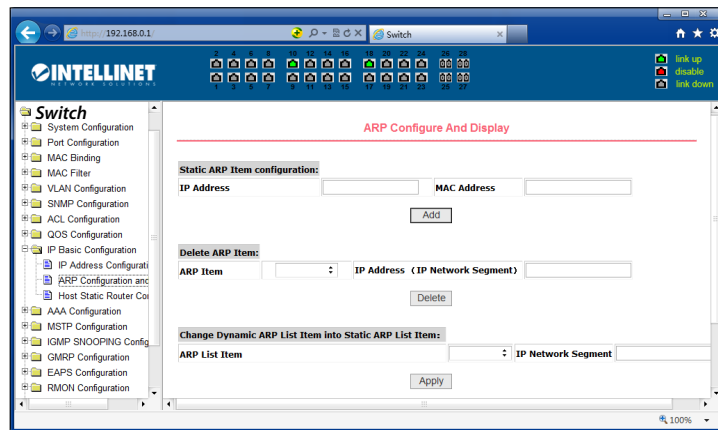 http://192.168.0.1/
Switch
INTELLINET
NETWORK SOLUTIONS
2 4 6 8 10 12 14 16 18 20 22 24 26 28
1 3 5 7 9 11 13 15 17 19 21 23 25 27
link up
disable
link down
Switch
System Configuration
Port Configuration
MAC Binding
MAC Filter
VLAN Configuration
SNMP Configuration
ACL Configuration
QOS Configuration
IP Basic Configuration
IP Address Configurati
ARP Configuration and
Host Static Router Cor
AAA Configuration
MSTP Configuration
IGMP SNOOPING Config
GMRP Configuration
EAPS Configuration
RMON Configuration
ARP Configure And Display
Static ARP Item configuration:
IP Address
MAC Address
Add
Delete ARP Item:
ARP Item
IP Address (IP Network Segment)
Delete
Change Dynamic ARP List Item into Static ARP List Item:
ARP List Item
IP Network Segment
Apply
100%